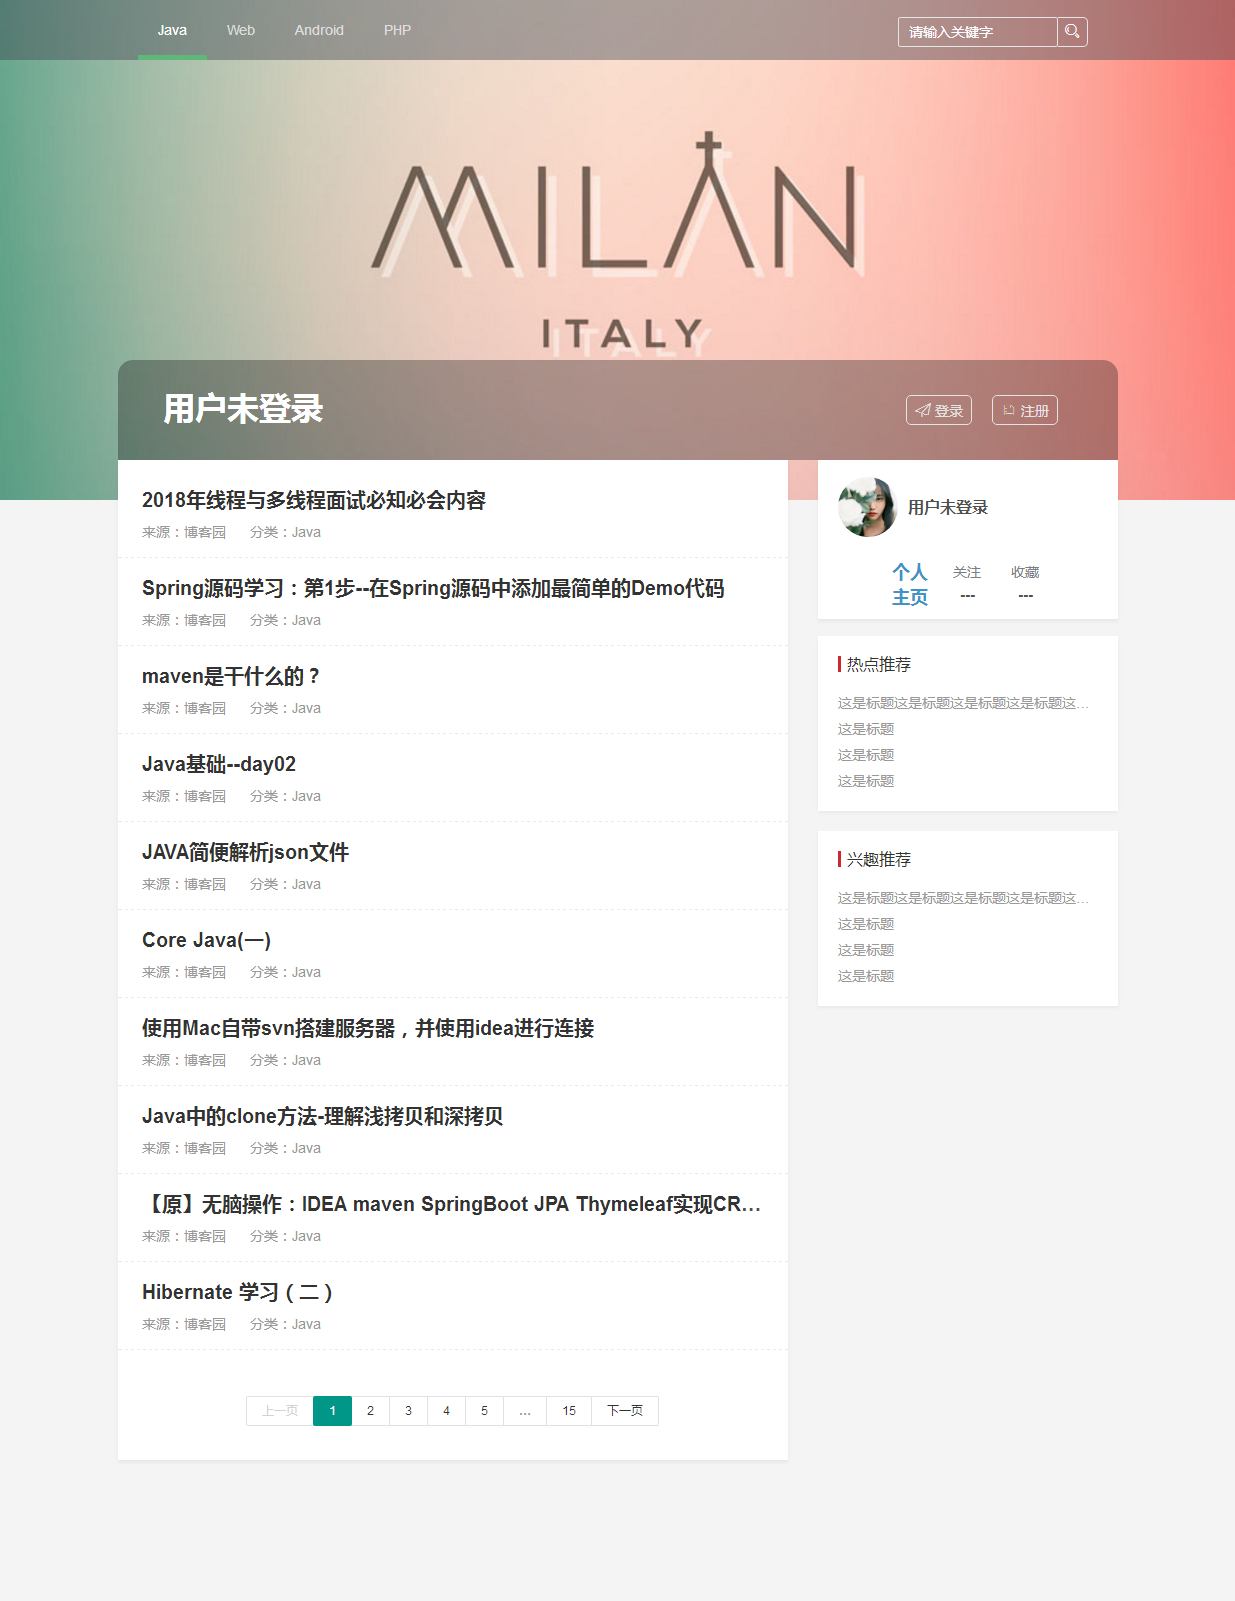 Java Web Android PHP 请输入关键字
MILAN
ITALY
用户未登录 登录 注册
2018年线程与多线程面试必知必会内容
来源：博客园 分类：Java
Spring源码学习：第1步--在Spring源码中添加最简单的Demo代码
来源：博客园 分类：Java
maven是干什么的？
来源：博客园 分类：Java
Java基础--day02
来源：博客园 分类：Java
JAVA简便解析json文件
来源：博客园 分类：Java
Core Java(一)
来源：博客园 分类：Java
使用Mac自带svn搭建服务器，并使用idea进行连接
来源：博客园 分类：Java
Java中的clone方法-理解浅拷贝和深拷贝
来源：博客园 分类：Java
【原】无脑操作：IDEA maven SpringBoot JPA Thymeleaf实现CR...
来源：博客园 分类：Java
Hibernate 学习（二）
来源：博客园 分类：Java
上一页 1 2 3 4 5 ... 15 下一页
用户未登录
个人 关注 收藏
主页 --- ---
热点推荐
这是标题这是标题这是标题这是标题这...
这是标题
这是标题
这是标题
兴趣推荐
这是标题这是标题这是标题这是标题这...
这是标题
这是标题
这是标题